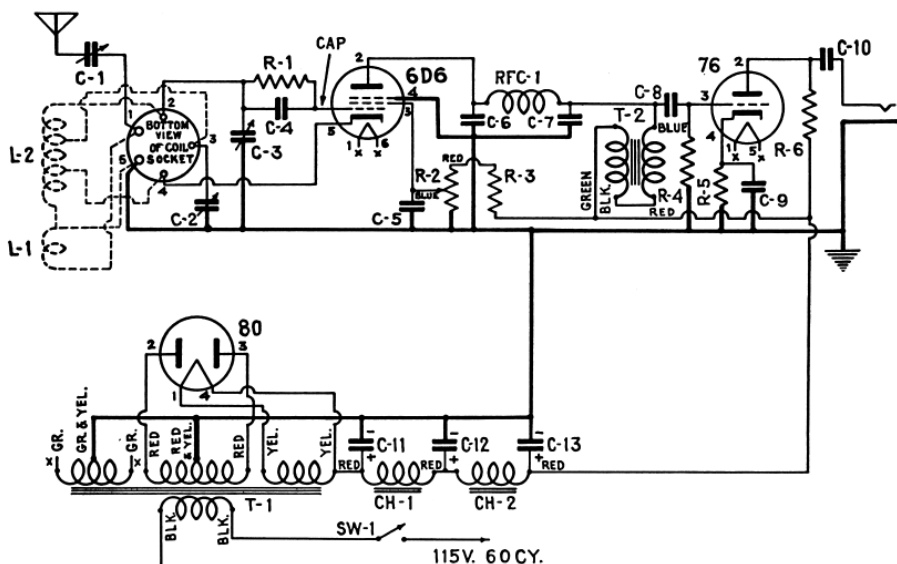 CAP
R-1
2
6D6
4
RFC-1
76
2
C-10
C-1
2
1
BOTTOM
VIEW
OF COIL
SOCKET
3
5
4
L-2
C-4
5
3
1
6
X
X
C-3
C-6
C-7
T-2
C-8
BLUE
3
4
5
X
X
R-6
R-2
RED
R-3
BLUE
GREEN
BLK.
RED
R-4
R-5
C-9
C-2
C-5
L-1
80
2
3
1
4
X GR.
GR & YEL.
GR. X
RED
RED
& YEL.
RED
YEL.
YEL.
RED
C-11
-
+
RED
C-12
-
+
C-13
-
+
RED
T-1
CH-1
CH-2
BLK.
BLK.
SW-1
115V. 60CY.